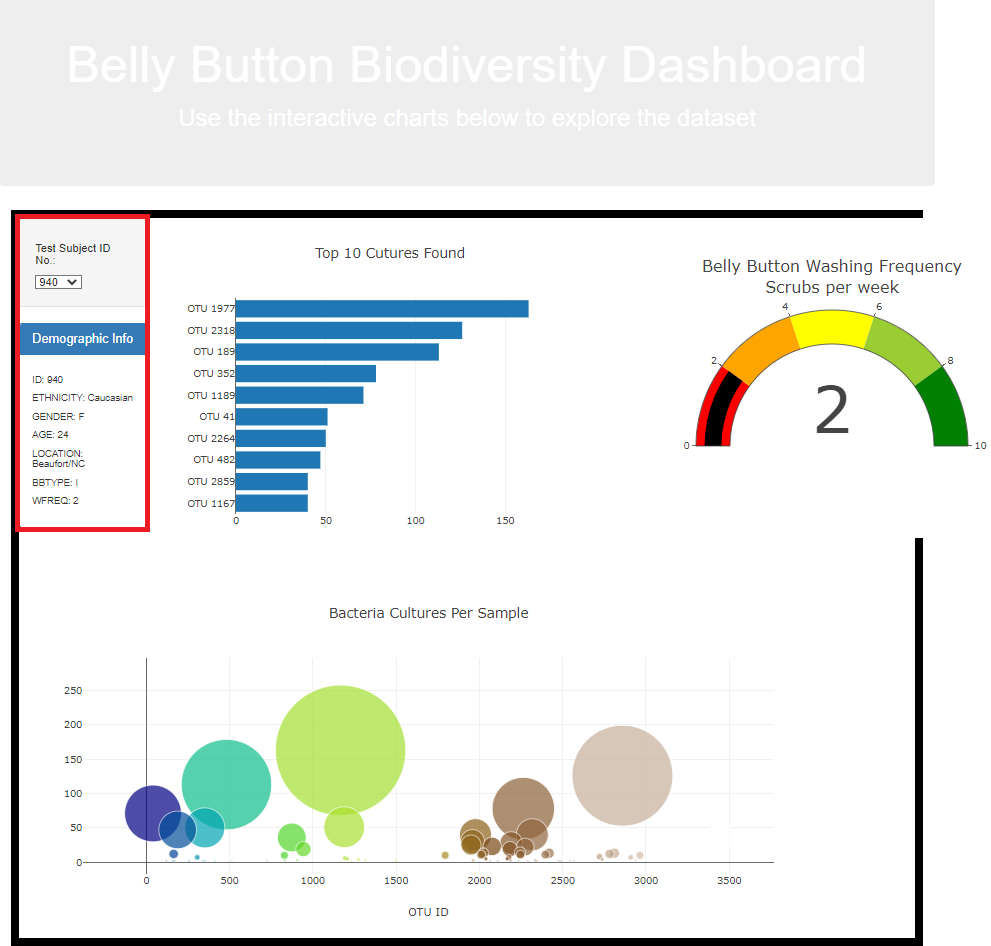 Belly Button Biodiversity Dashboard
Use the interactive charts below to explore the dataset
Test Subject ID
No.:
940
Demographic Info
ID: 940
ETHNICITY: Caucasian
GENDER: F
AGE: 24
LOCATION:
Beaufort/NC
BBTYPE: I
WFREQ: 2
Top 10 Cutures Found
OTU 1977
OTU 2318
OTU 189
OTU 352
OTU 1189
OTU 41
OTU 2264
OTU 482
OTU 2859
OTU 1167
0 50 100 150
Belly Button Washing Frequency
Scrubs per week
4 6
2 8
2
0 10
Bacteria Cultures Per Sample
250
200
150
100
50
0
0 500 1000 1500 2000 2500 3000 3500
OTU ID